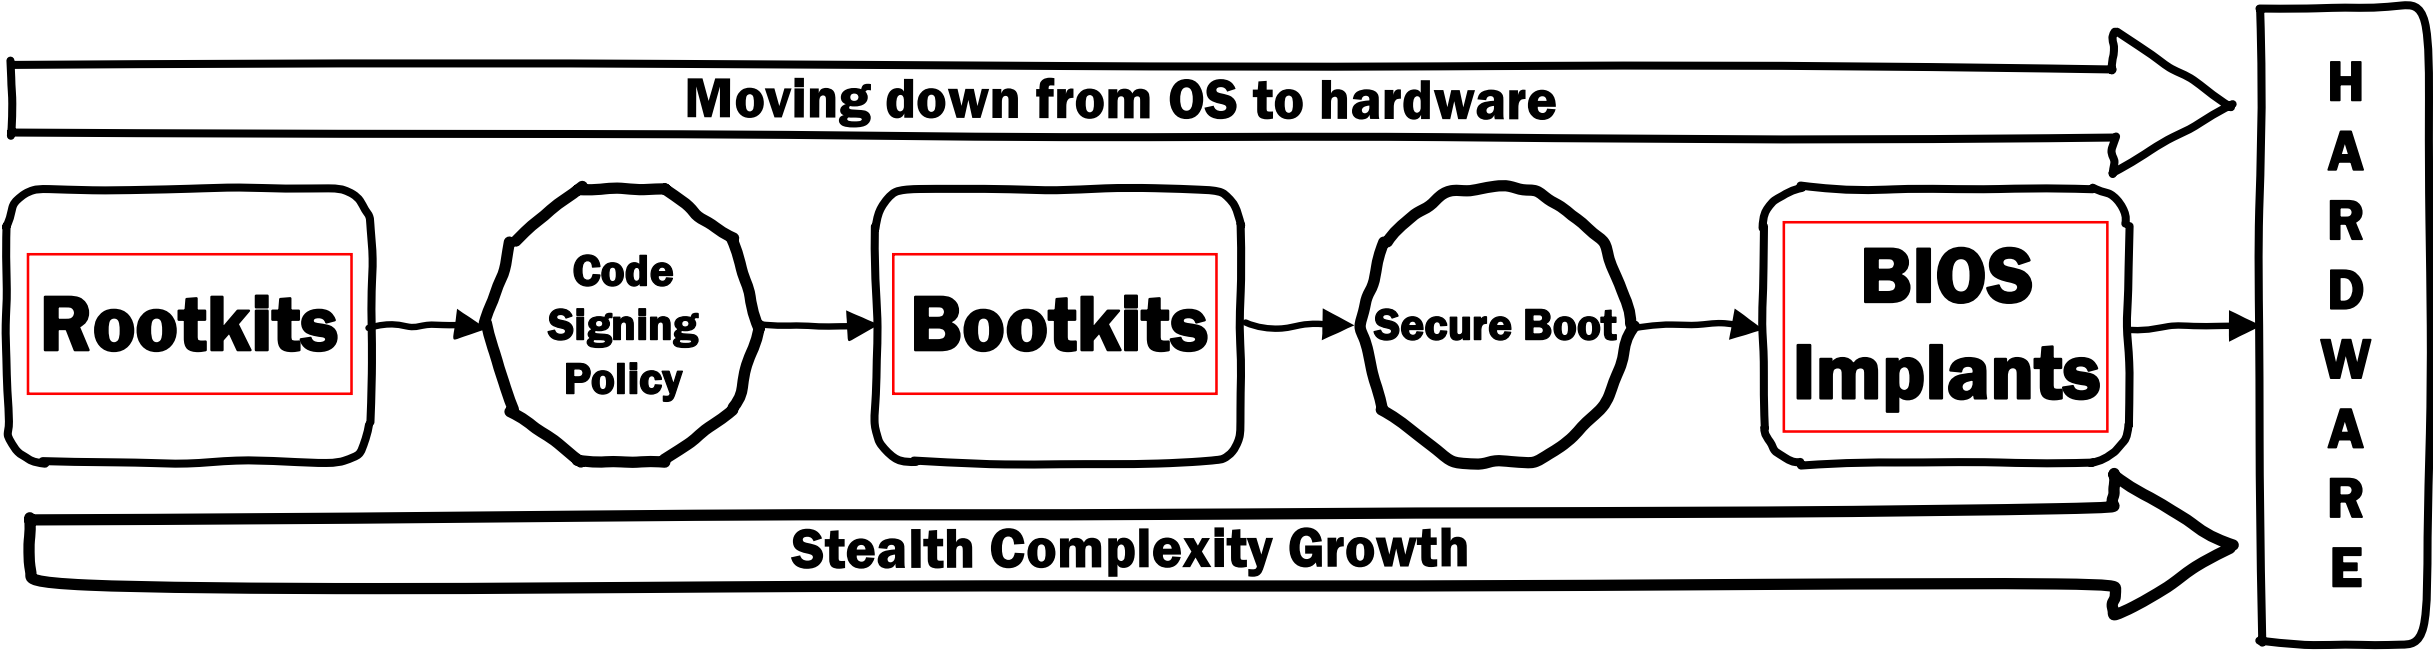 Moving down from OS to hardware
Rootkits
Code
Signing
Policy
Bootkits
Secure Boot
BIOS
Implants
Stealth Complexity Growth
H
A
R
D
W
A
R
E